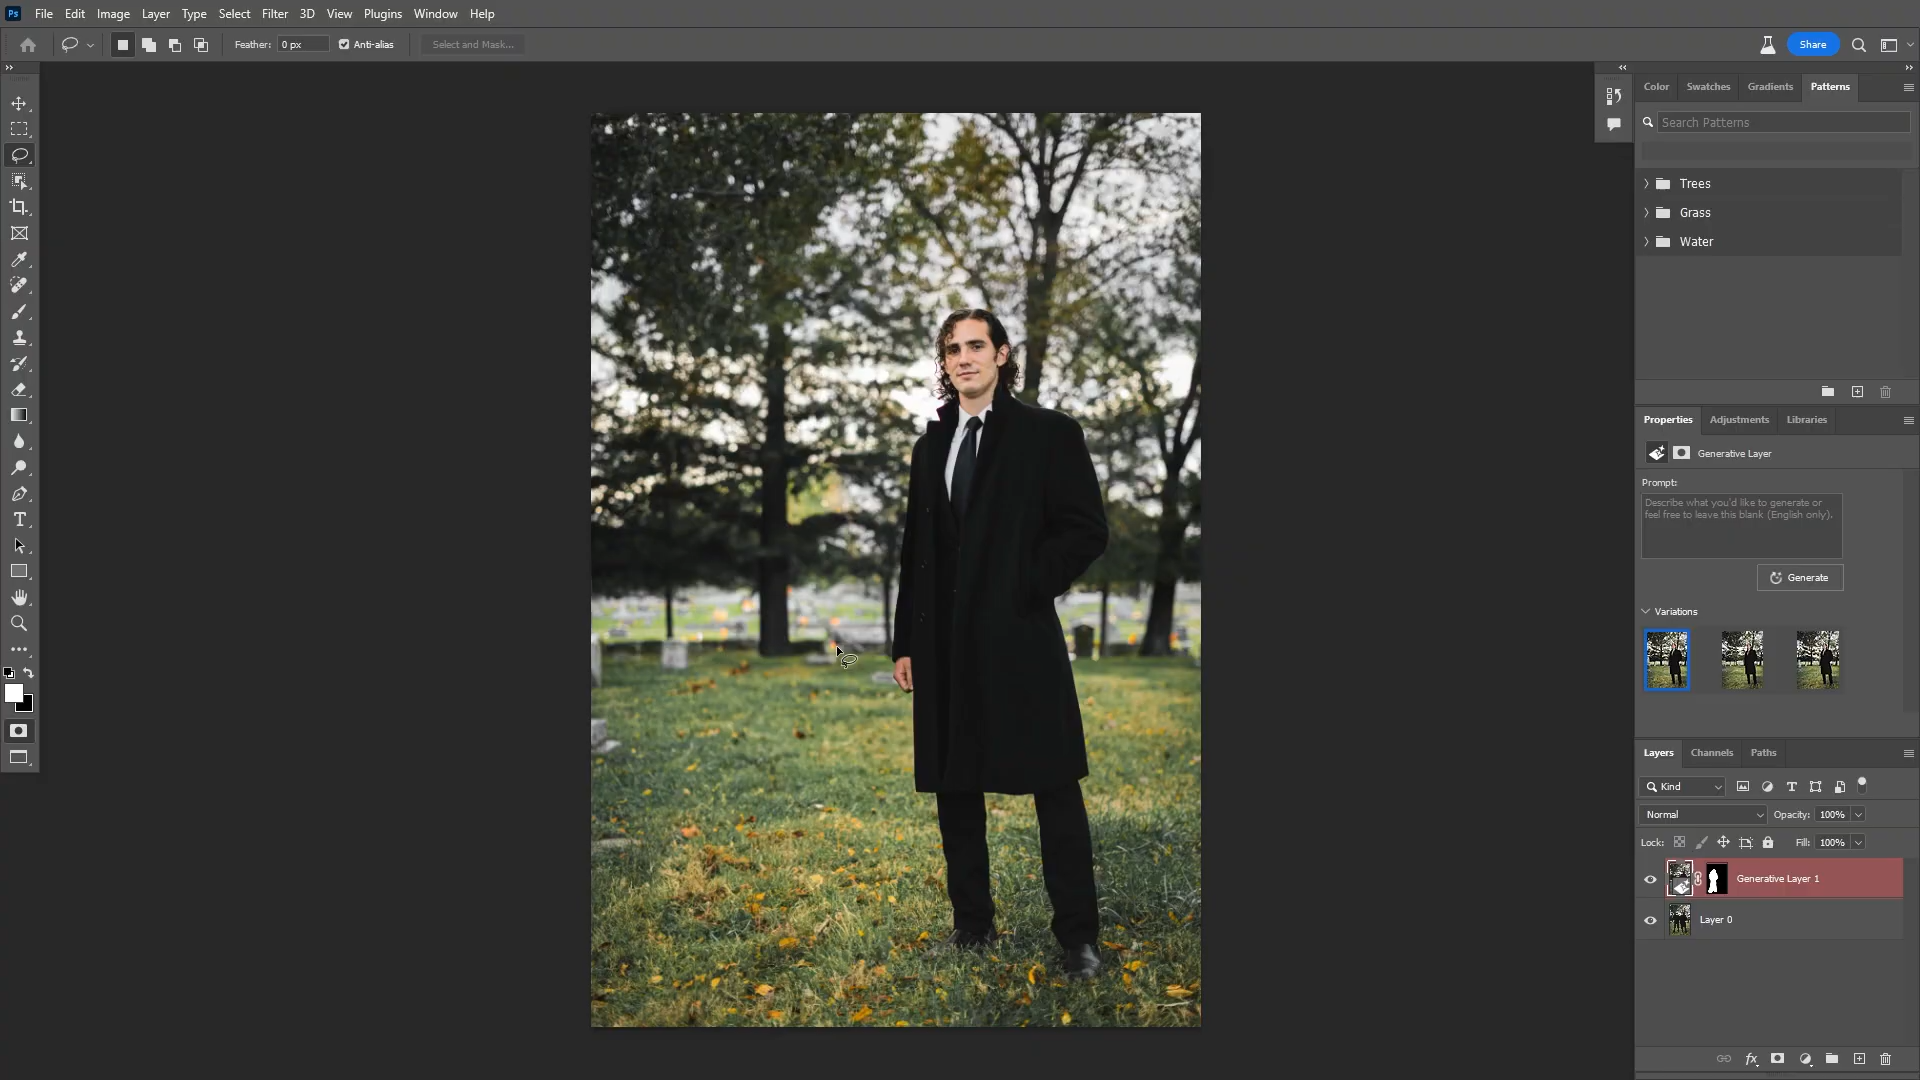 Ps File Edit Image Layer Type Select Filter 3D View Plugins Window Help
Feather: 0 px Anti-alias Select and Mask... Share
Color Swatches Gradients Patterns
Search Patterns
Trees
Grass
Water
Properties Adjustments Libraries
Generative Layer
Prompt:
Describe what you'd like to generate or
feel free to leave this blank (English only).
Generate
Variations
Layers Channels Paths
Kind
Normal Opacity: 100%
Lock: Fill: 100%
Generative Layer 1
Layer 0